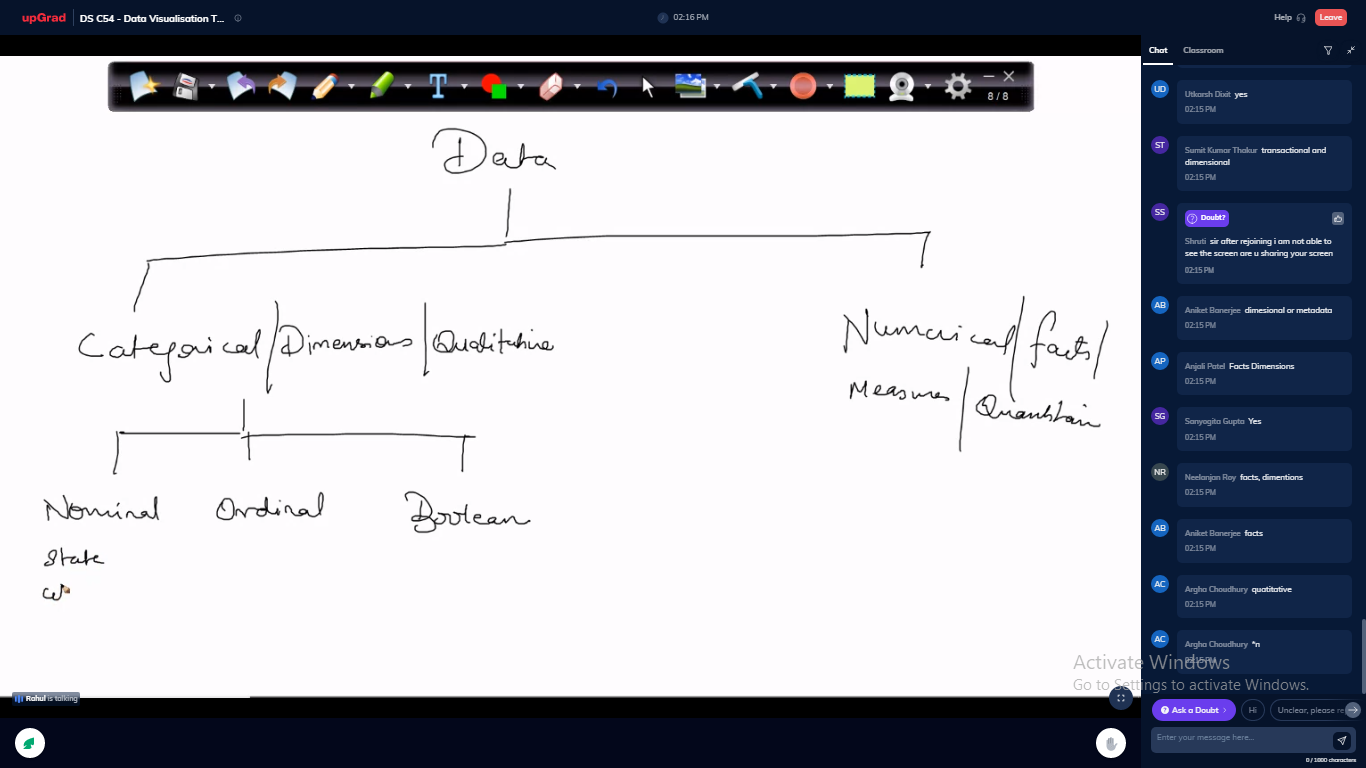 upGrad DS C54 - Data Visualisation T... 02:16 PM Help Leave
8 / 8
Data
Categorical / Dimensions / Qualitative
Numerical / facts /
Measures /
Nominal Ordinal Boolean
State
Rahul is talking
Chat Classroom
UD Utkarsh Dixit yes
02:15 PM
ST Sumit Kumar Thakur transactional and
dimensional
02:15 PM
SS Doubt?
Shruti sir after rejoining i am not able to
see the screen are u sharing your screen
02:15 PM
AB Aniket Banerjee dimesional or metadata
02:15 PM
AP Anjali Patel Facts Dimensions
02:15 PM
SG Sanyogita Gupta Yes
02:15 PM
NR Neelanjan Roy facts, dimentions
02:15 PM
AB Aniket Banerjee facts
02:15 PM
AC Argha Choudhury quatitative
02:15 PM
AC Argha Choudhury *n
02:15 PM
Activate Windows
Go to Settings to activate Windows.
Ask a Doubt Hi Unclear, please re
Enter your message here...
0 / 1000 characters